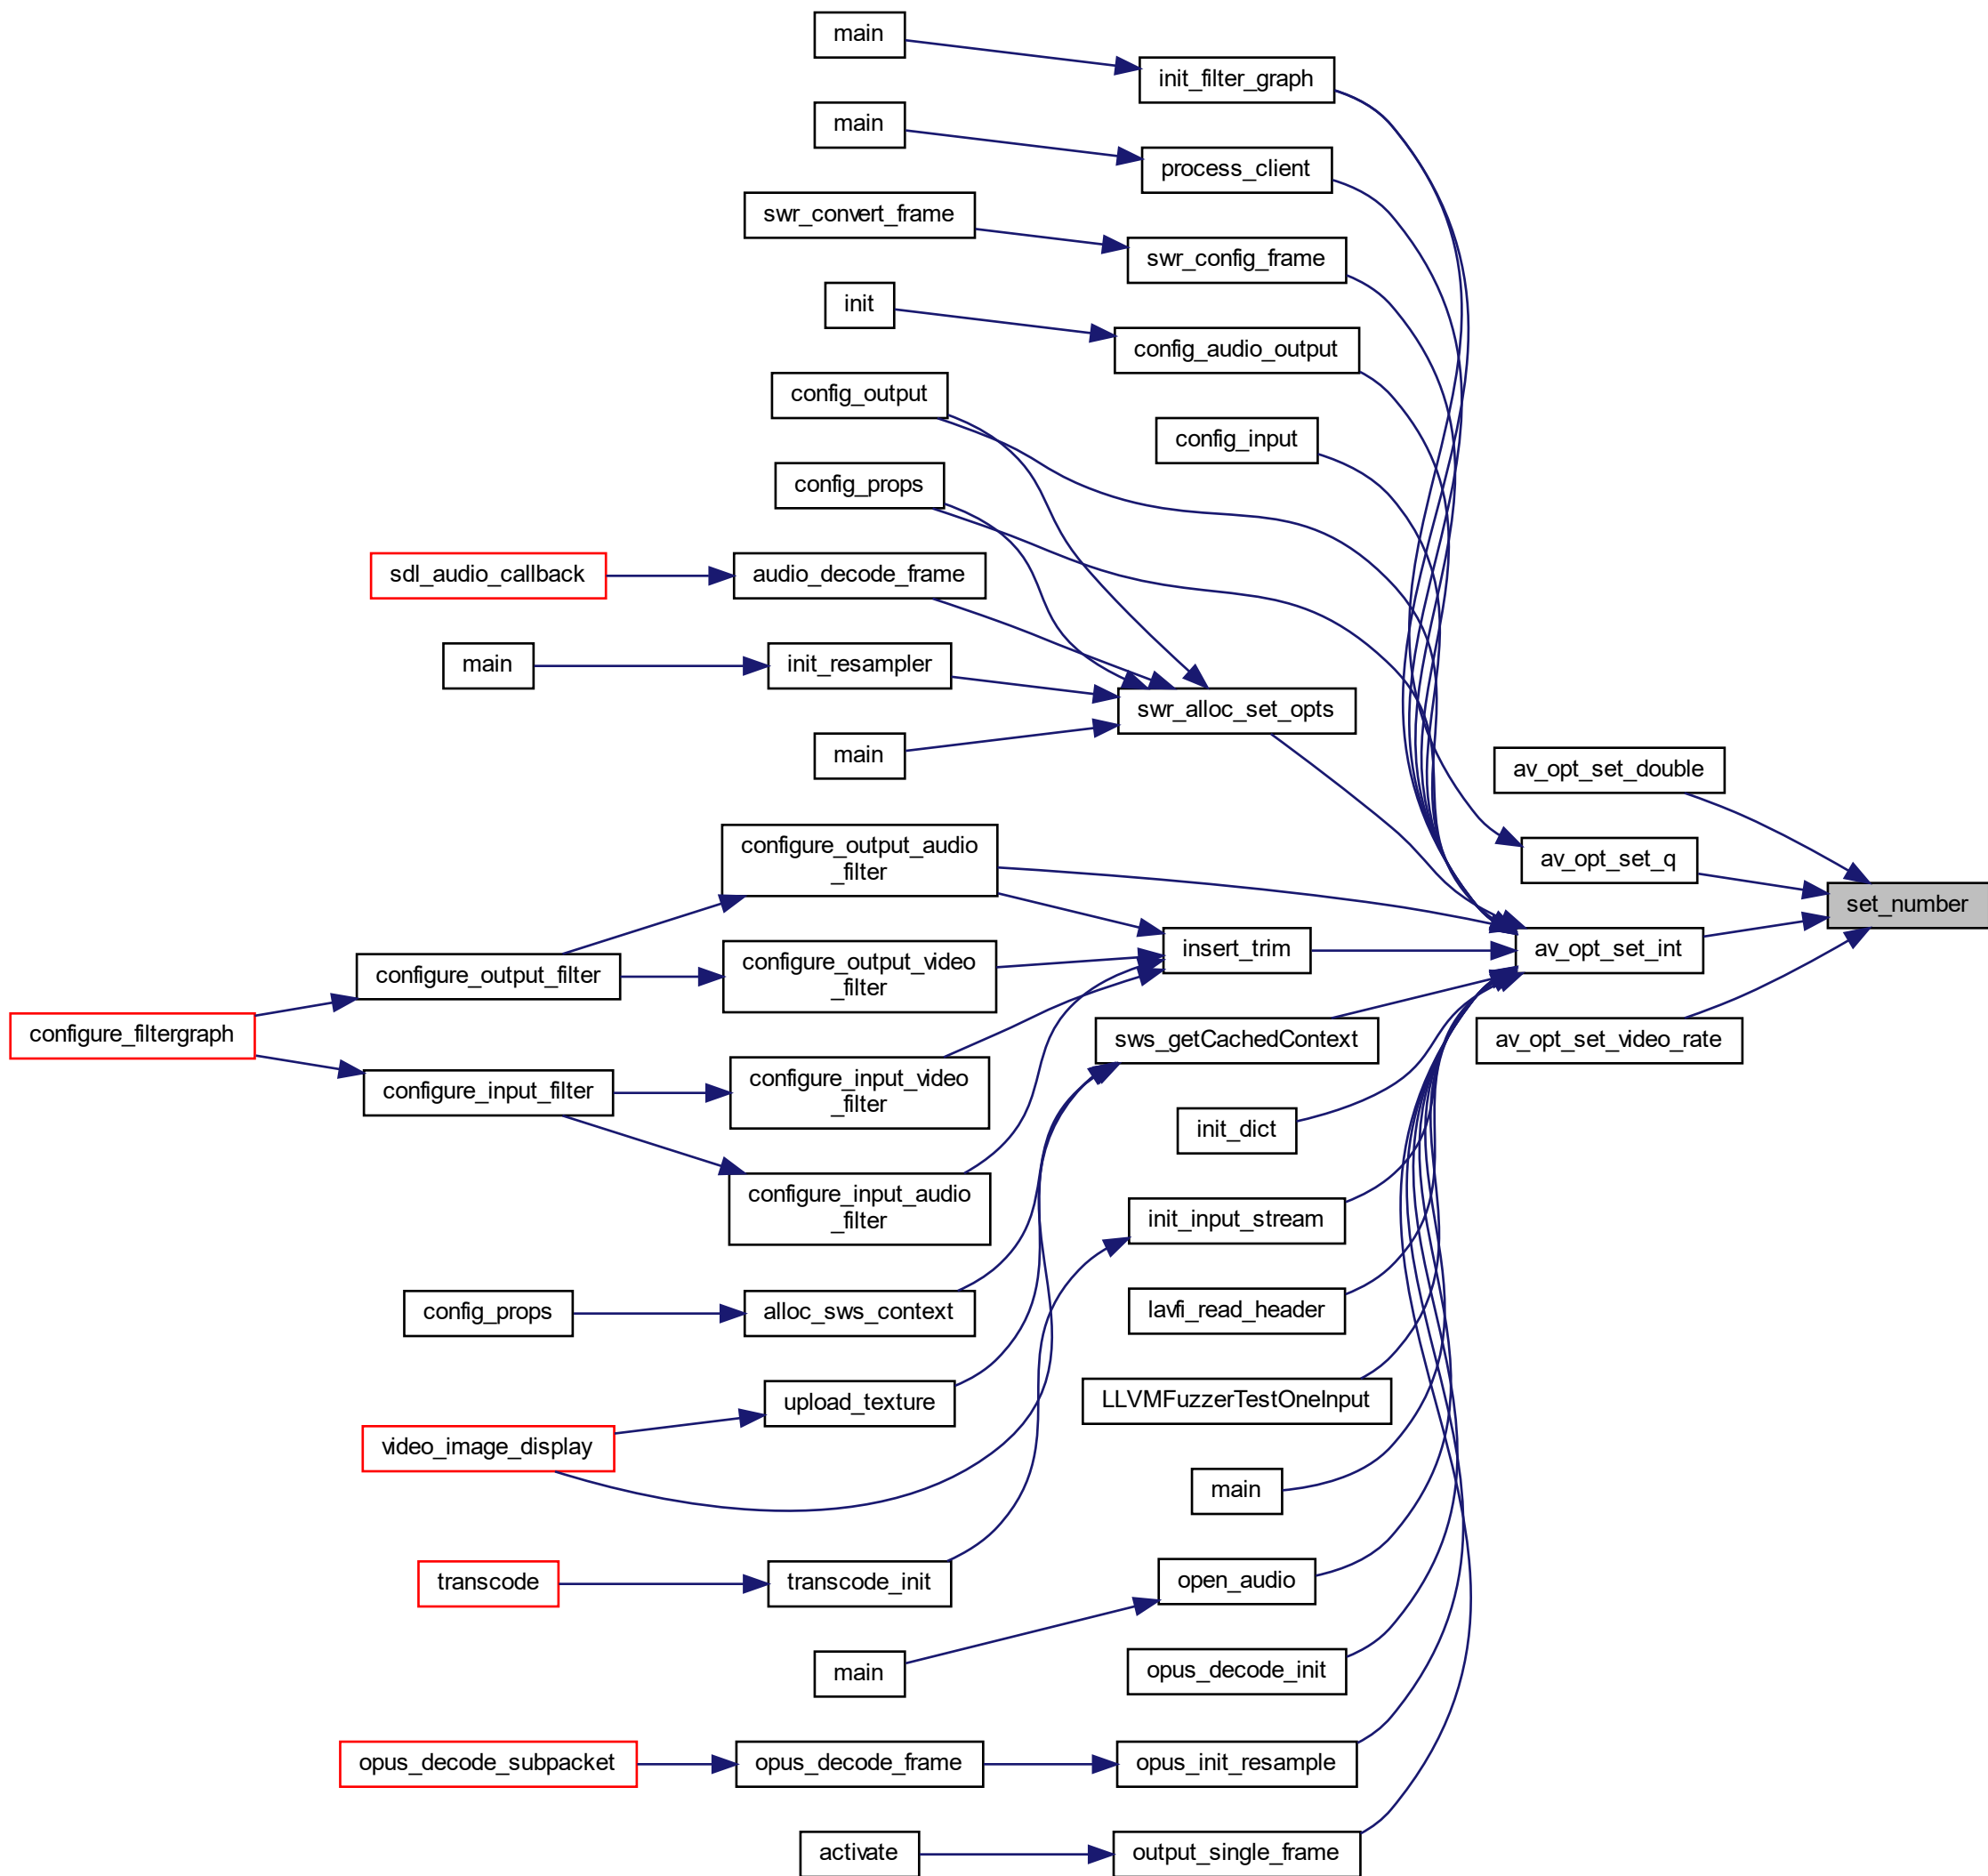 main
init_filter_graph
main
process_client
swr_convert_frame
swr_config_frame
init
config_audio_output
config_output
config_input
config_props
sdl_audio_callback
audio_decode_frame
main
init_resampler
swr_alloc_set_opts
main
av_opt_set_double
configure_output_audio
_filter
av_opt_set_q
set_number
configure_output_filter
configure_output_video
_filter
insert_trim
av_opt_set_int
configure_filtergraph
sws_getCachedContext
av_opt_set_video_rate
configure_input_filter
configure_input_video
_filter
init_dict
configure_input_audio
_filter
init_input_stream
config_props
alloc_sws_context
lavfi_read_header
upload_texture
LLVMFuzzerTestOneInput
video_image_display
main
transcode
transcode_init
open_audio
main
opus_decode_init
opus_decode_subpacket
opus_decode_frame
opus_init_resample
activate
output_single_frame